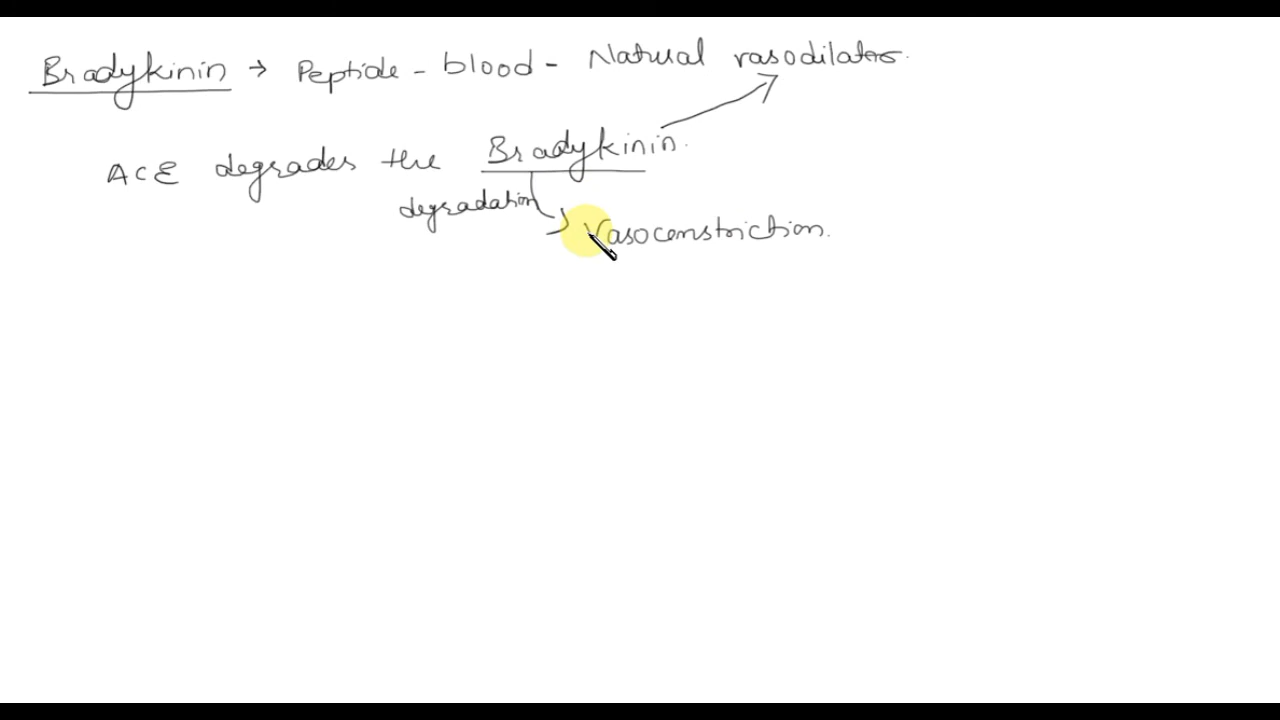 Bradykinin → Peptide - blood - Natural vasodilator.
ACE degrades the Bradykinin.
degradation
Vasoconstriction.